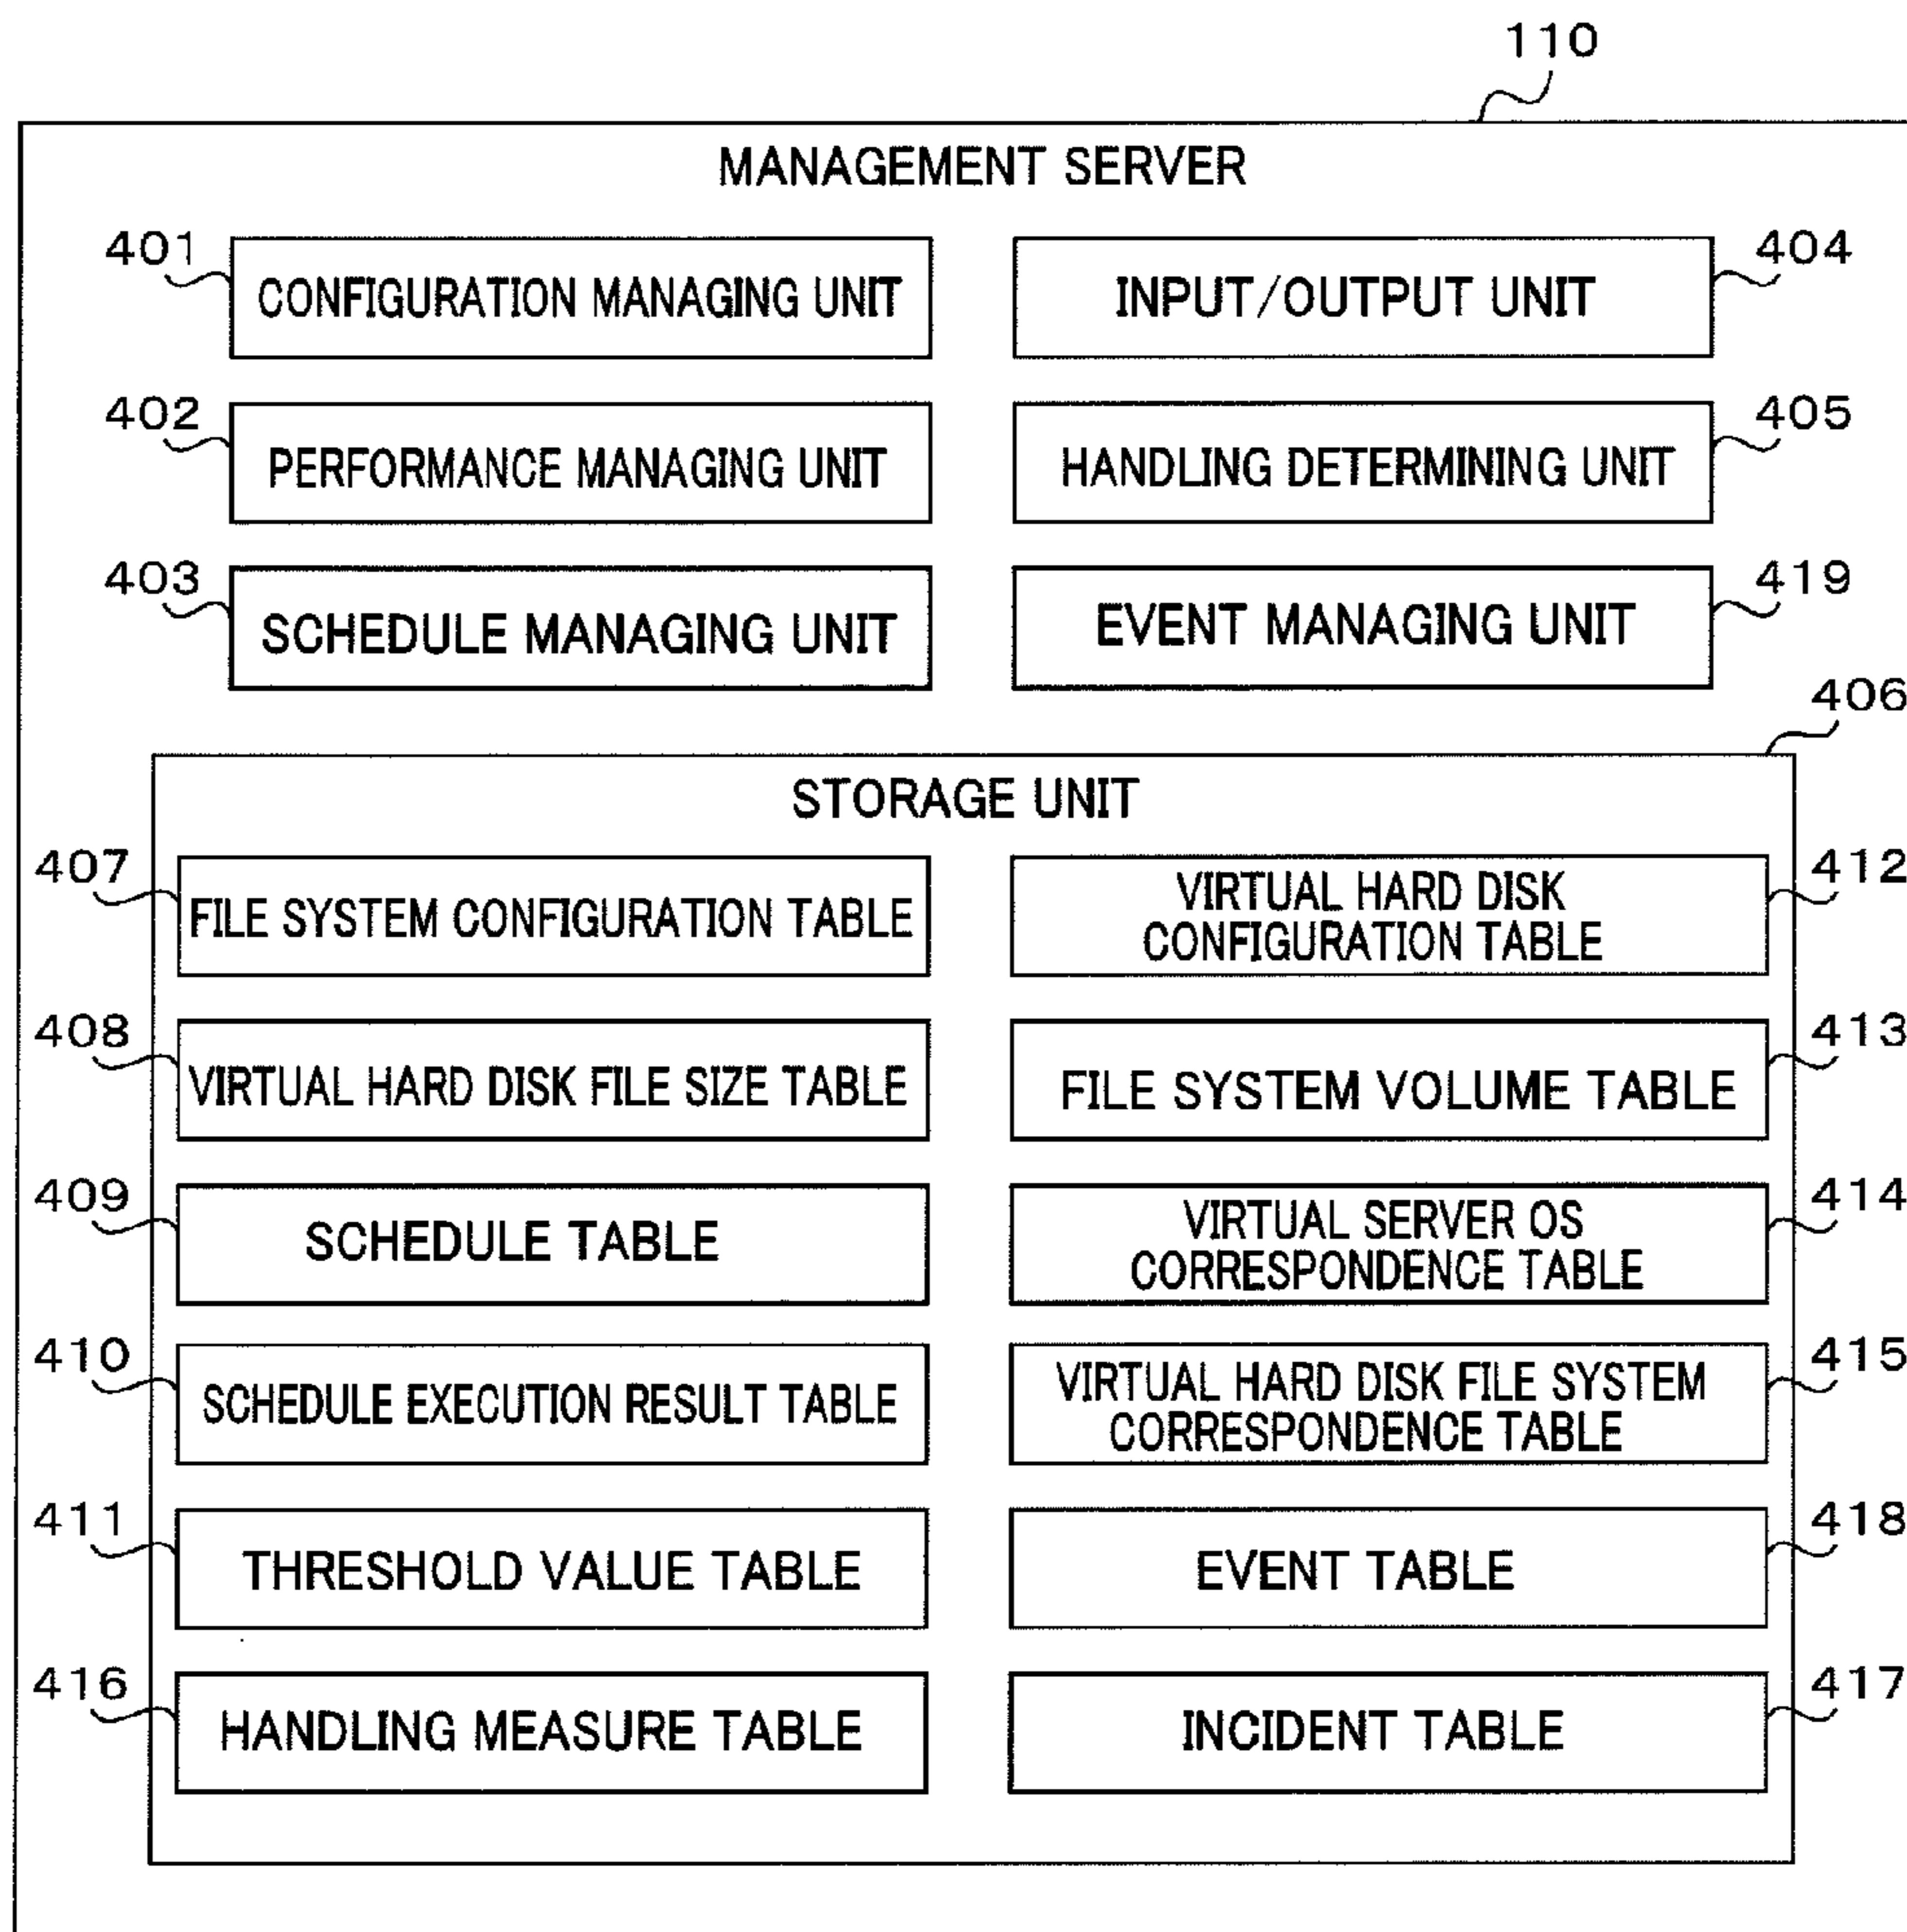 110
MANAGEMENT SERVER
401
CONFIGURATION MANAGING UNIT
INPUT/OUTPUT UNIT
404
402
PERFORMANCE MANAGING UNIT
HANDLING DETERMINING UNIT
405
403
SCHEDULE MANAGING UNIT
EVENT MANAGING UNIT
419
406
STORAGE UNIT
407
FILE SYSTEM CONFIGURATION TABLE
VIRTUAL HARD DISK
CONFIGURATION TABLE
412
408
VIRTUAL HARD DISK FILE SIZE TABLE
FILE SYSTEM VOLUME TABLE
413
409
SCHEDULE TABLE
VIRTUAL SERVER OS
CORRESPONDENCE TABLE
414
410
SCHEDULE EXECUTION RESULT TABLE
VIRTUAL HARD DISK FILE SYSTEM
CORRESPONDENCE TABLE
415
411
THRESHOLD VALUE TABLE
EVENT TABLE
418
416
HANDLING MEASURE TABLE
INCIDENT TABLE
417